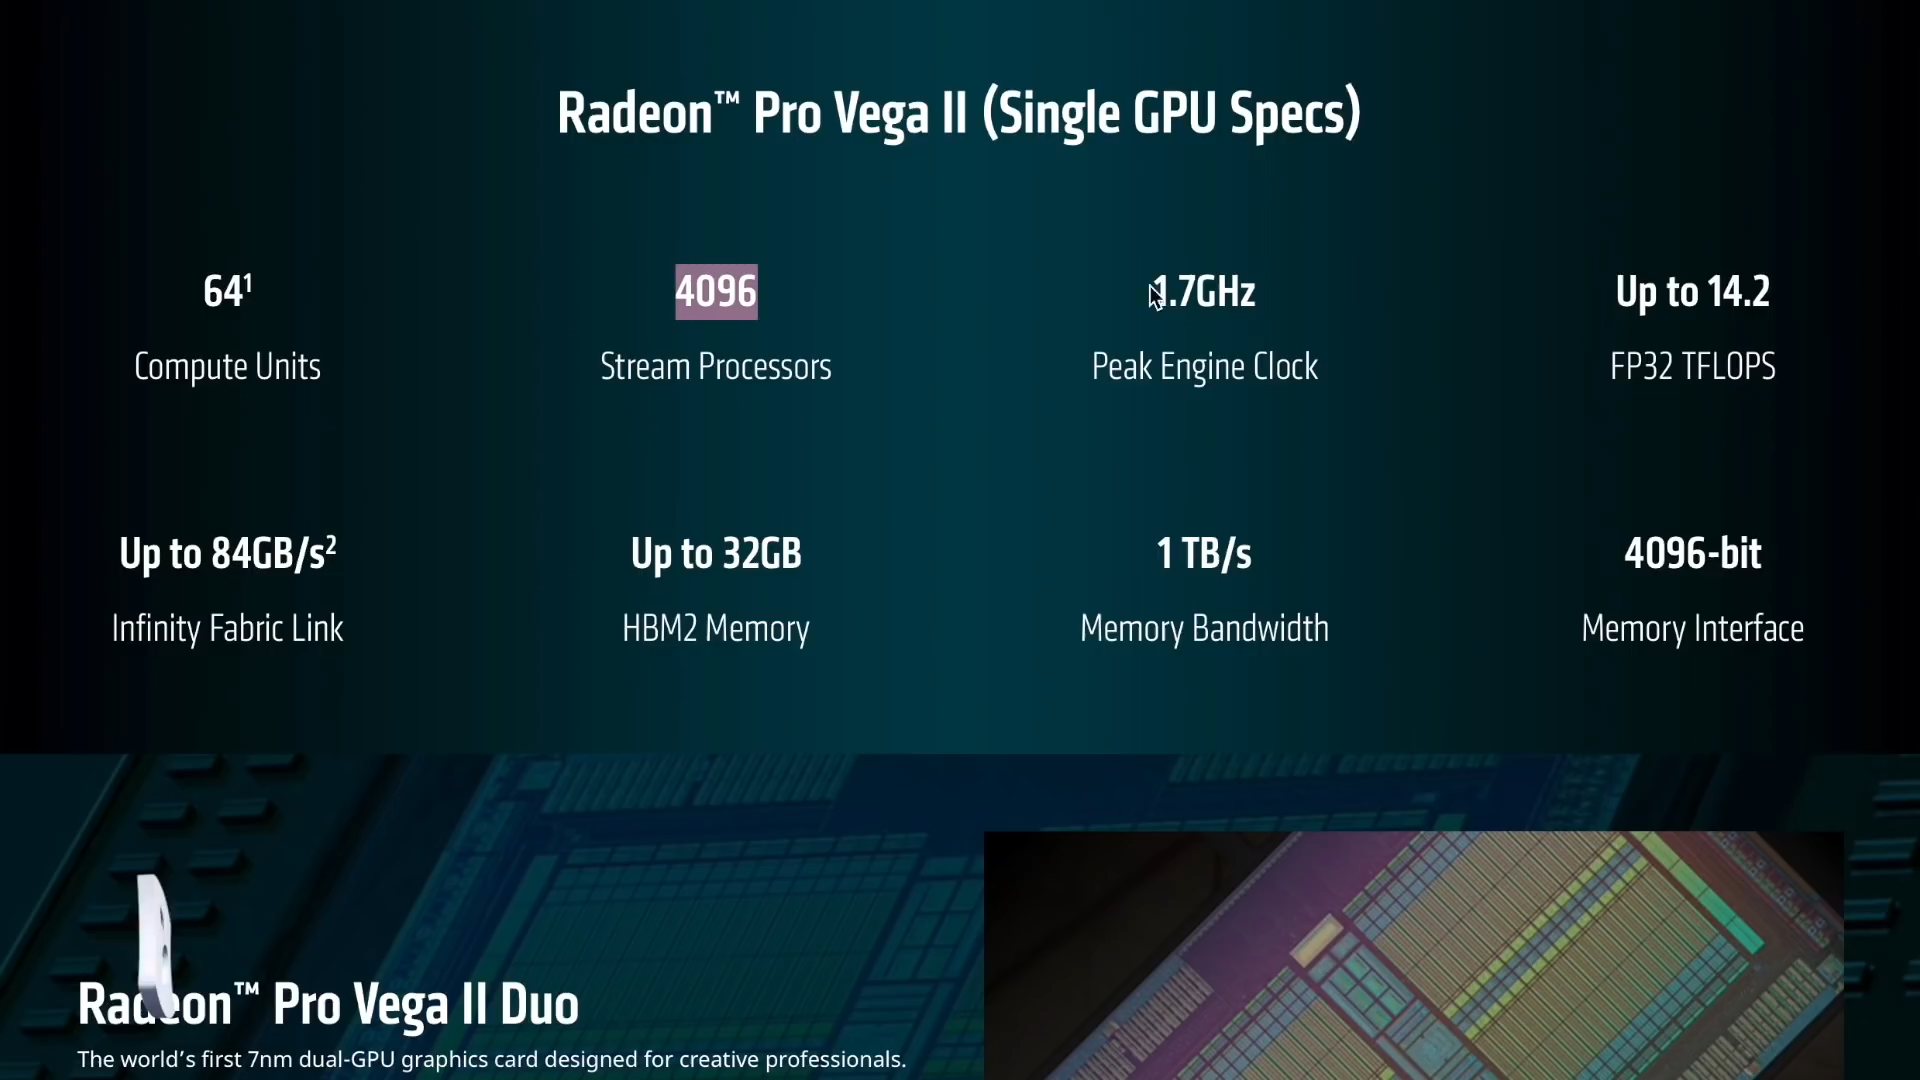 Radeon™ Pro Vega II (Single GPU Specs)
64¹
Compute Units
4096
Stream Processors
1.7GHz
Peak Engine Clock
Up to 14.2
FP32 TFLOPS
Up to 84GB/s²
Infinity Fabric Link
Up to 32GB
HBM2 Memory
1 TB/s
Memory Bandwidth
4096-bit
Memory Interface
Radeon™ Pro Vega II Duo
The world’s first 7nm dual-GPU graphics card designed for creative professionals.